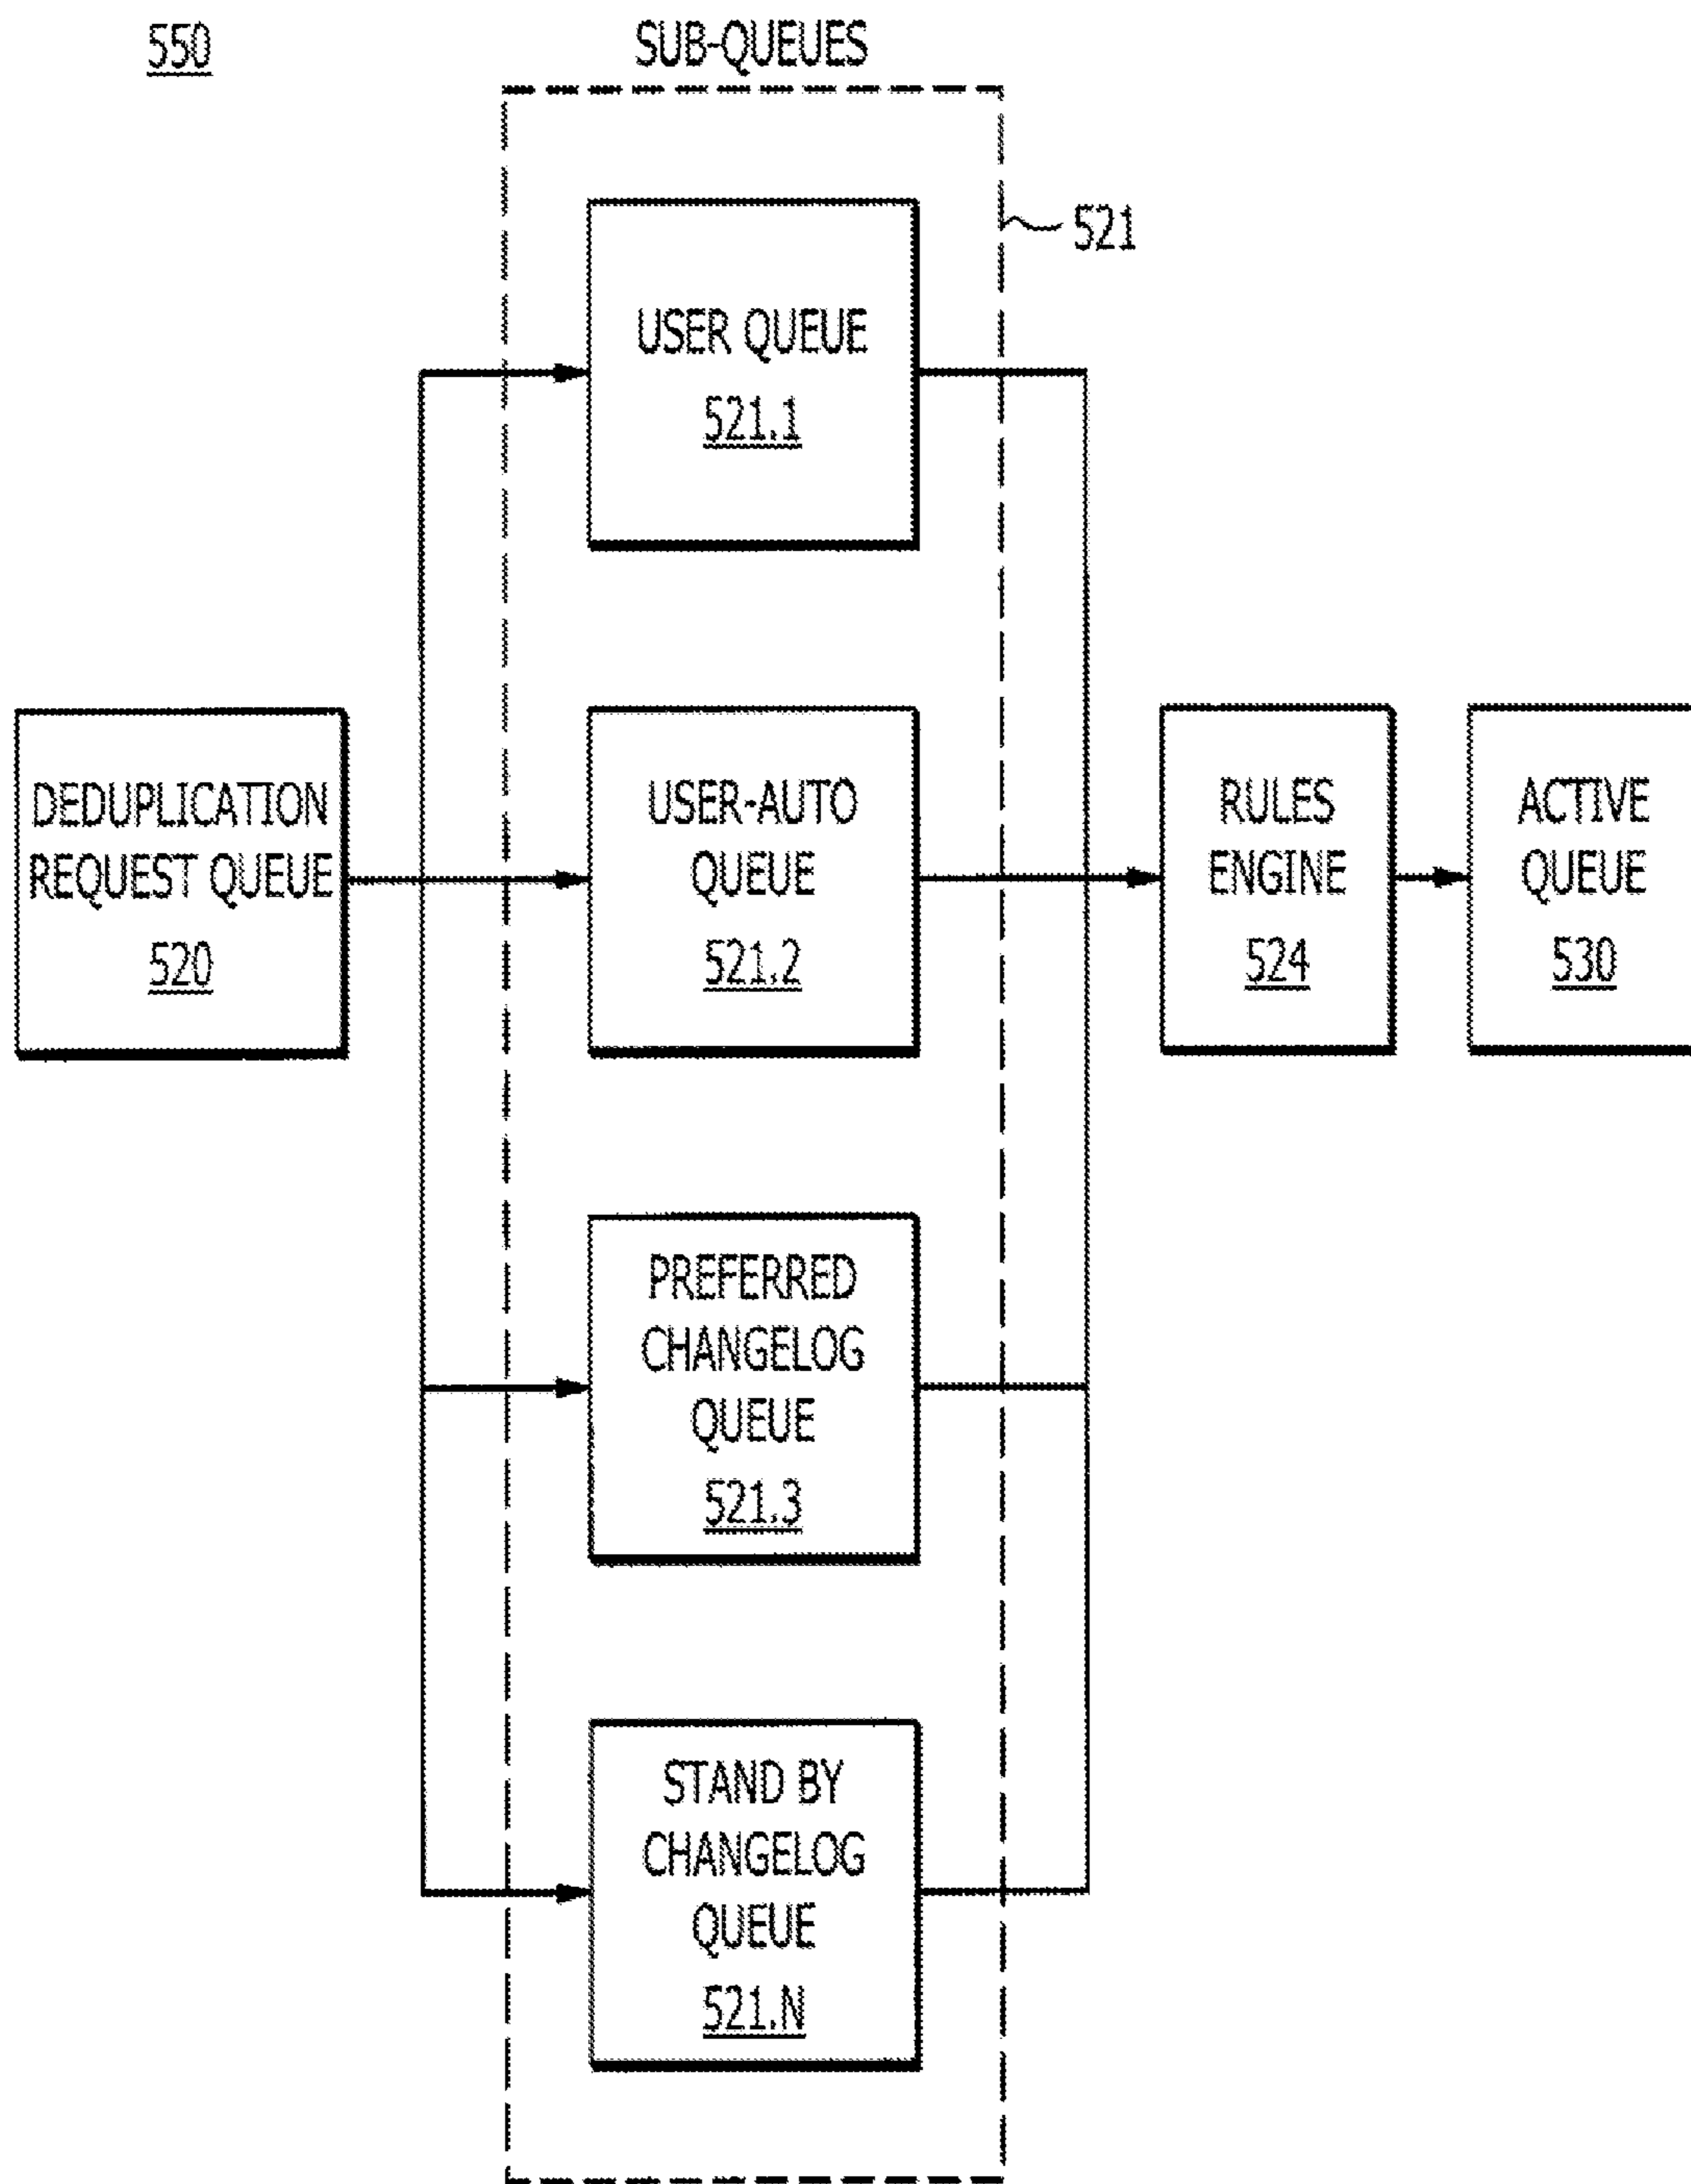 550
SUB-QUEUES
521
USER QUEUE
521.1
DEDUPLICATION
REQUEST QUEUE
520
USER-AUTO
QUEUE
521.2
RULES
ENGINE
524
ACTIVE
QUEUE
530
PREFERRED
CHANGELOG
QUEUE
521.3
STAND BY
CHANGELOG
QUEUE
521.N